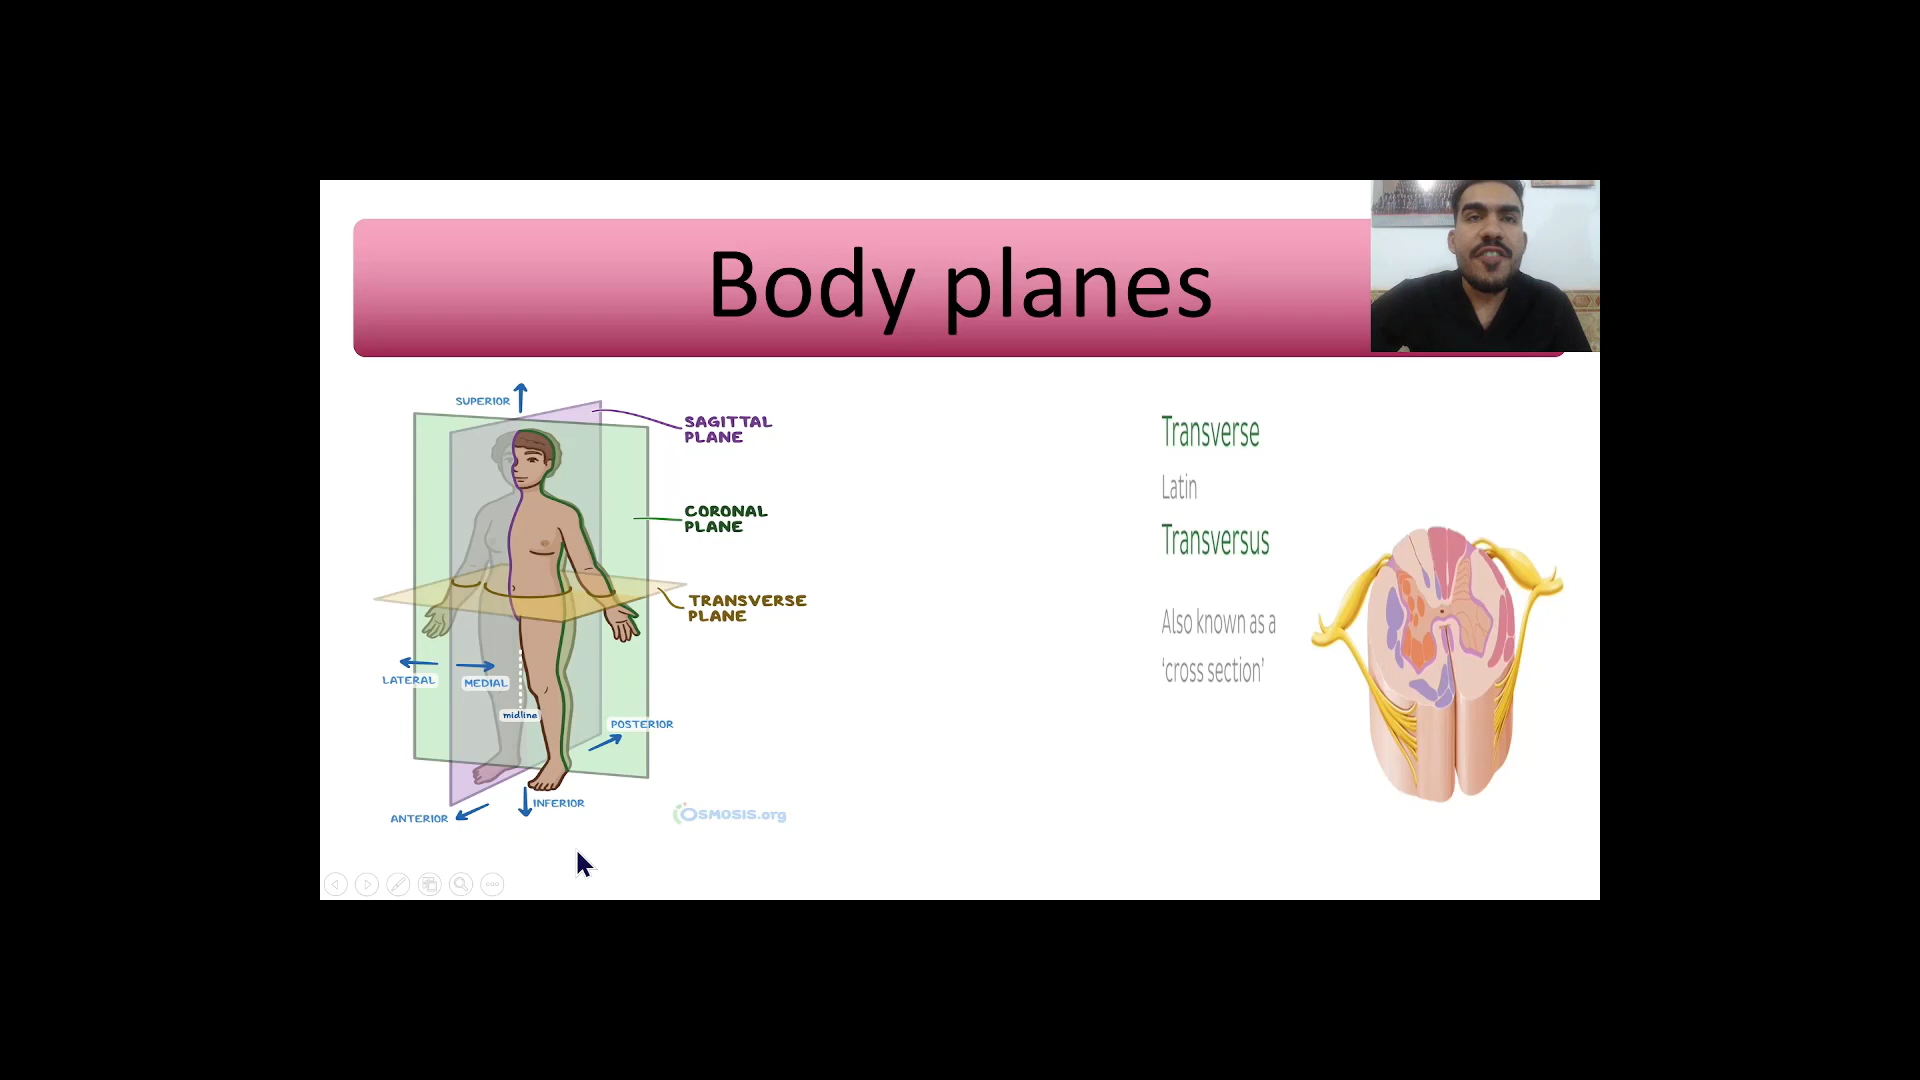 Body planes
SUPERIOR
SAGITTAL
PLANE
CORONAL
PLANE
TRANSVERSE
PLANE
LATERAL
MEDIAL
midline
POSTERIOR
INFERIOR
ANTERIOR
OSMOSIS.org
Transverse
Latin
Transversus
Also known as a
‘cross section’